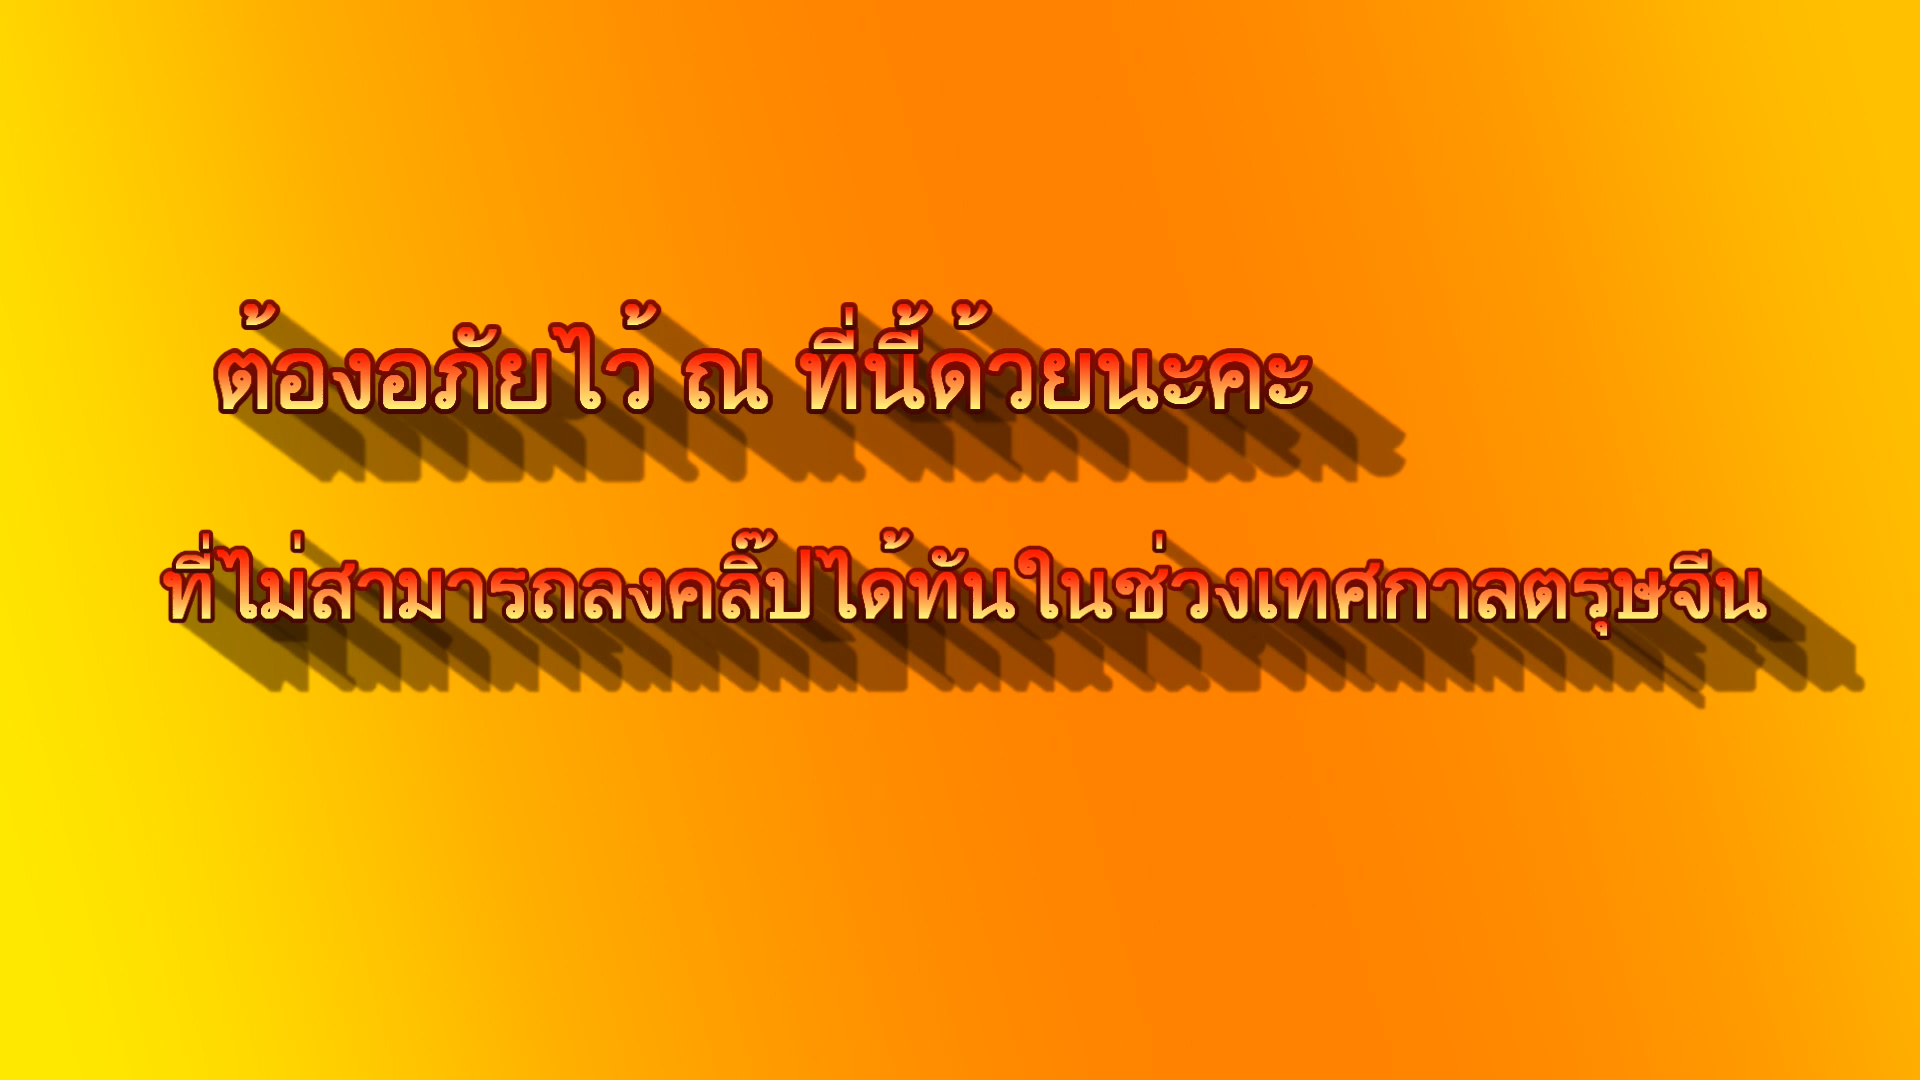 ต้องอภัยไว้ ณ ที่นี้ด้วยนะคะ
ที่ไม่สามารถลงคลิ๊ปได้ทันในช่วงเทศกาลตรุษจีน